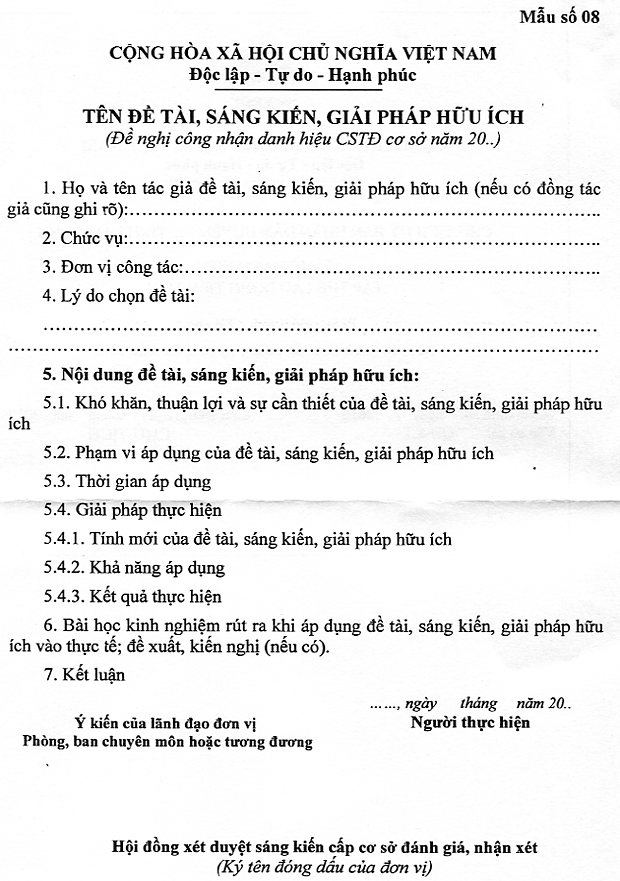 Mẫu số 08
CỘNG HÒA XÃ HỘI CHỦ NGHĨA VIỆT NAM
Độc lập - Tự do - Hạnh phúc
TÊN ĐỀ TÀI, SÁNG KIẾN, GIẢI PHÁP HỮU ÍCH
(Đề nghị công nhận danh hiệu CSTĐ cơ sở năm 20..)
1. Họ và tên tác giả đề tài, sáng kiến, giải pháp hữu ích (nếu có đồng tác
giả cũng ghi rõ):……………………………………………………………..
2. Chức vụ:………………………………………………………………..
3. Đơn vị công tác:………………………………………………………..
4. Lý do chọn đề tài:
………………………………………………………………………………
……………………………………………………………………………………
5. Nội dung đề tài, sáng kiến, giải pháp hữu ích:
5.1. Khó khăn, thuận lợi và sự cần thiết của đề tài, sáng kiến, giải pháp hữu
ích
5.2. Phạm vi áp dụng của đề tài, sáng kiến, giải pháp hữu ích
5.3. Thời gian áp dụng
5.4. Giải pháp thực hiện
5.4.1. Tính mới của đề tài, sáng kiến, giải pháp hữu ích
5.4.2. Khả năng áp dụng
5.4.3. Kết quả thực hiện
6. Bài học kinh nghiệm rút ra khi áp dụng đề tài, sáng kiến, giải pháp hữu
ích vào thực tế; đề xuất, kiến nghị (nếu có).
7. Kết luận
……, ngày tháng năm 20..
Người thực hiện
Ý kiến của lãnh đạo đơn vị
Phòng, ban chuyên môn hoặc tương đương
Hội đồng xét duyệt sáng kiến cấp cơ sở đánh giá, nhận xét
(Ký tên đóng dấu của đơn vị)